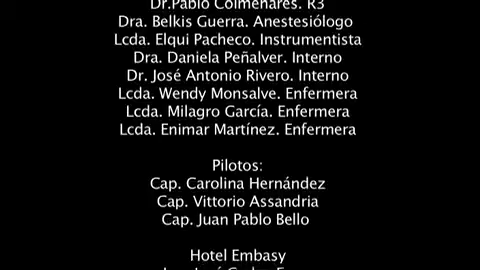 Dr.Pablo Colmenares. R3
Dra. Belkis Guerra. Anestesiólogo
Lcda. Elqui Pacheco. Instrumentista
Dra. Daniela Peñalver. Interno
Dr. José Antonio Rivero. Interno
Lcda. Wendy Monsalve. Enfermera
Lcda. Milagro García. Enfermera
Lcda. Enimar Martínez. Enfermera
Pilotos:
Cap. Carolina Hernández
Cap. Vittorio Assandria
Cap. Juan Pablo Bello
Hotel Embasy